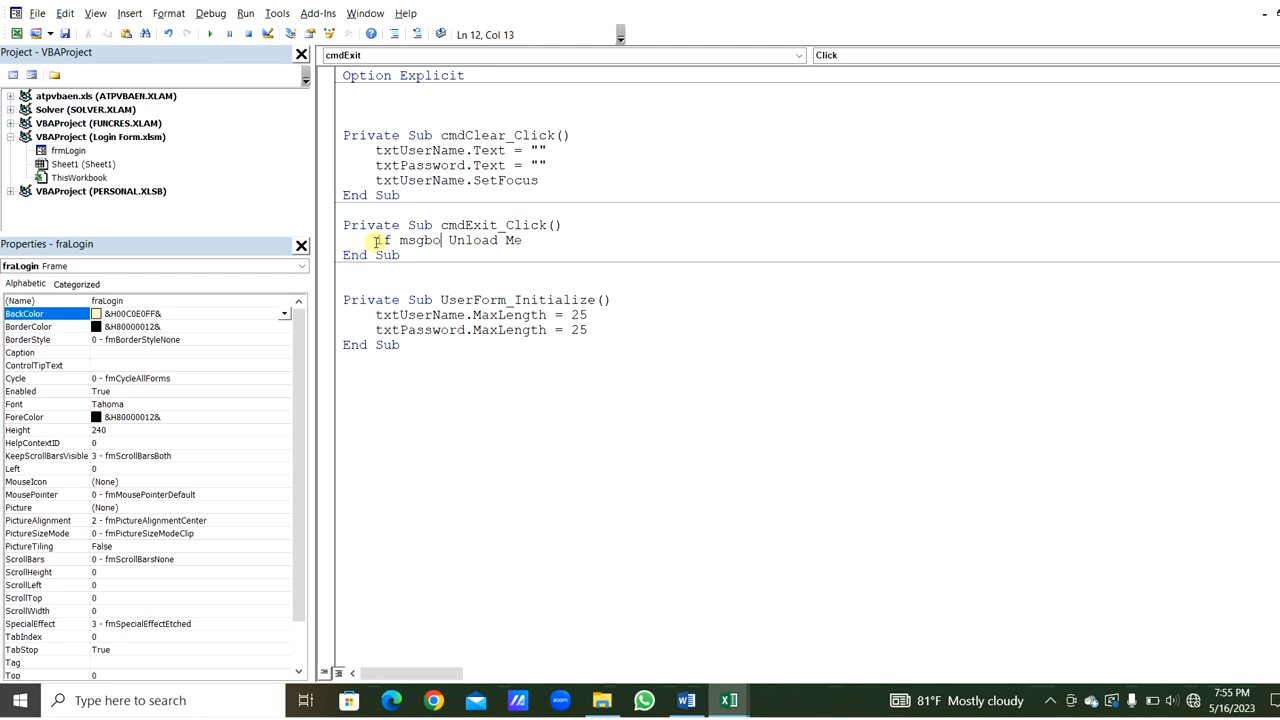 File Edit View Insert Format Debug Run Tools Add-Ins Window Help
Ln 12, Col 13
Project - VBAProject
cmdExit
Click
atpvbaen.xls (ATPVBAEN.XLAM)
Solver (SOLVER.XLAM)
VBAProject (FUNCRES.XLAM)
VBAProject (Login Form.xlsm)
frmLogin
Sheet1 (Sheet1)
ThisWorkbook
VBAProject (PERSONAL.XLSB)
Properties - fraLogin
fraLogin Frame
Alphabetic Categorized
(Name) fraLogin
BackColor &H00C0E0FF&
BorderColor &H80000012&
BorderStyle 0 - fmBorderStyleNone
Caption
ControlTipText
Cycle 0 - fmCycleAllForms
Enabled True
Font Tahoma
ForeColor &H80000012&
Height 240
HelpContextID 0
KeepScrollBarsVisible 3 - fmScrollBarsBoth
Left 0
MouseIcon (None)
MousePointer 0 - fmMousePointerDefault
Picture (None)
PictureAlignment 2 - fmPictureAlignmentCenter
PictureSizeMode 0 - fmPictureSizeModeClip
PictureTiling False
ScrollBars 0 - fmScrollBarsNone
ScrollHeight 0
ScrollLeft 0
ScrollTop 0
ScrollWidth 0
SpecialEffect 3 - fmSpecialEffectEtched
TabIndex 0
TabStop True
Tag
Top 0
Option Explicit
Private Sub cmdClear_Click()
txtUserName.Text = ""
txtPassword.Text = ""
txtUserName.SetFocus
End Sub
Private Sub cmdExit_Click()
if msgbo Unload Me
End Sub
Private Sub UserForm_Initialize()
txtUserName.MaxLength = 25
txtPassword.MaxLength = 25
End Sub
Type here to search
81°F Mostly cloudy
7:55 PM
5/16/2023